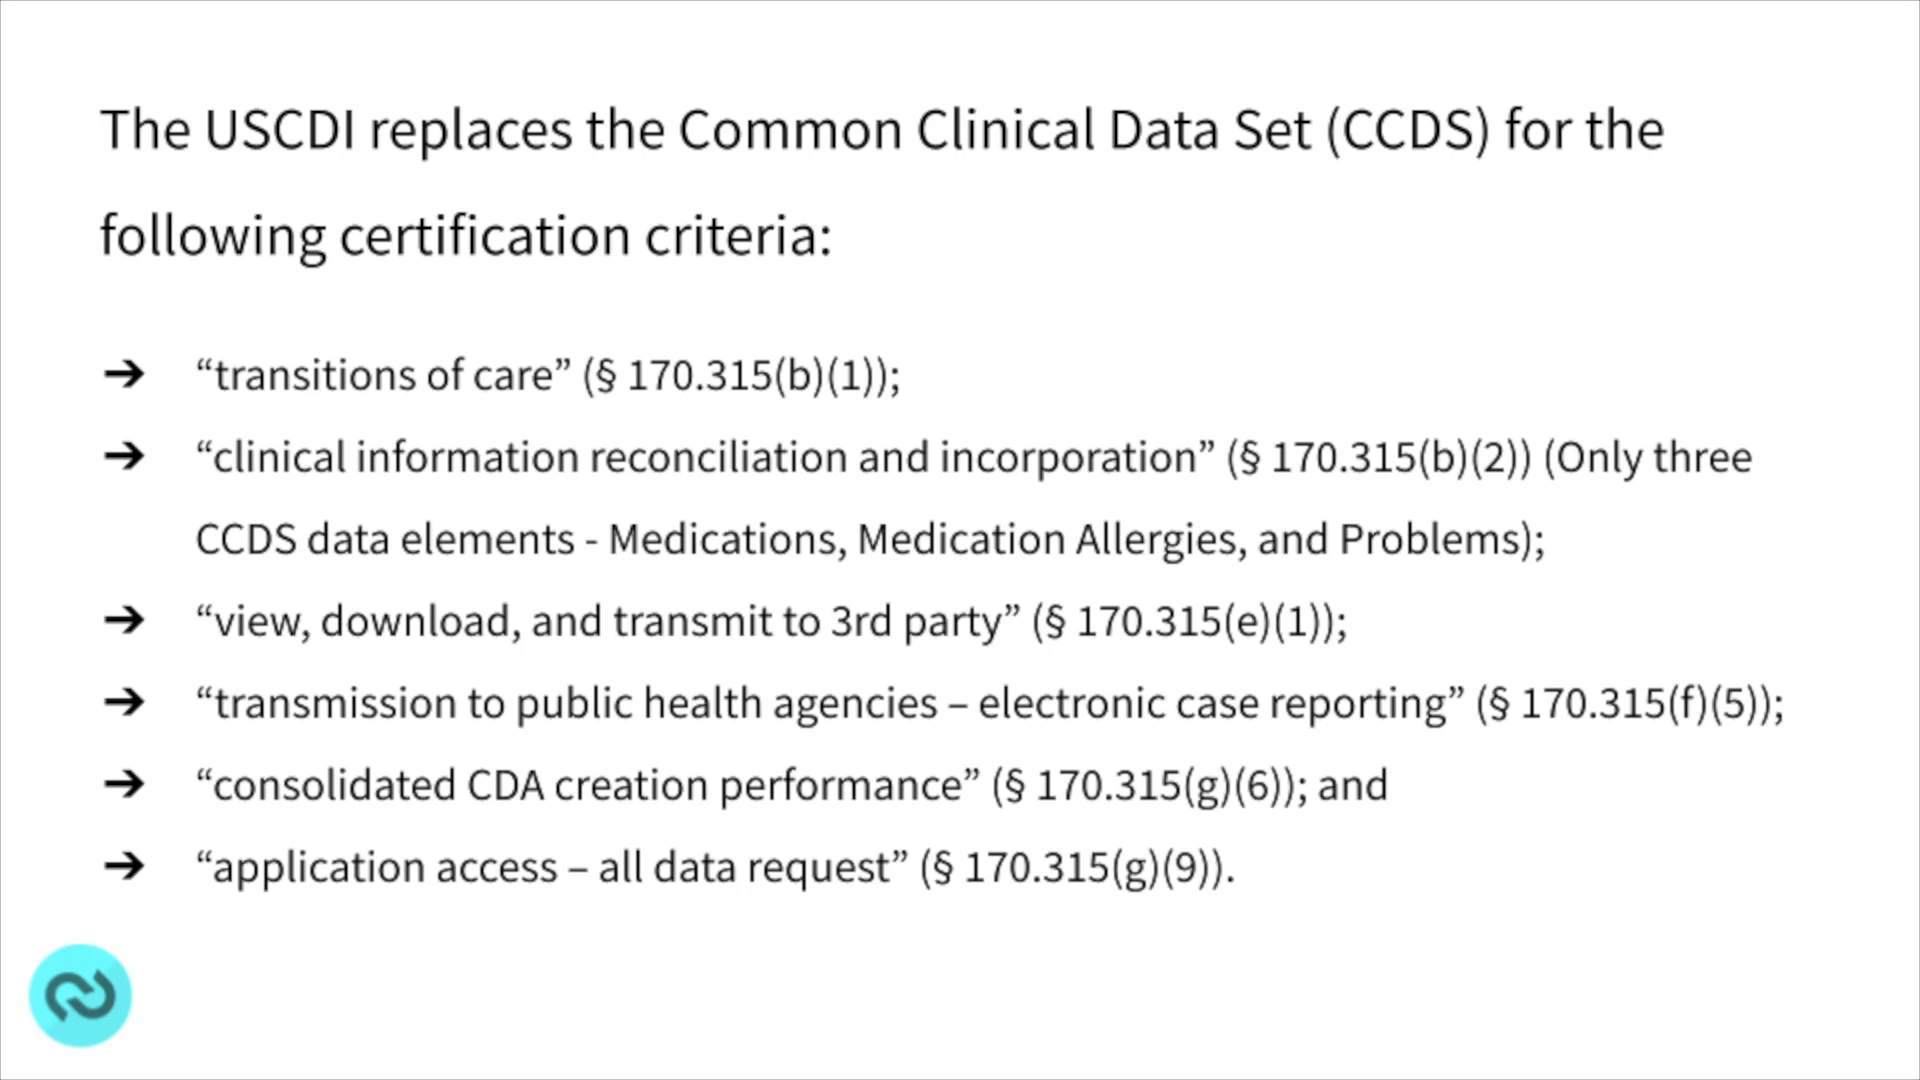 The USCDI replaces the Common Clinical Data Set (CCDS) for the
following certification criteria:
➔ “transitions of care” (§ 170.315(b)(1));
➔ “clinical information reconciliation and incorporation” (§ 170.315(b)(2)) (Only three
CCDS data elements - Medications, Medication Allergies, and Problems);
➔ “view, download, and transmit to 3rd party” (§ 170.315(e)(1));
➔ “transmission to public health agencies – electronic case reporting” (§ 170.315(f)(5));
➔ “consolidated CDA creation performance” (§ 170.315(g)(6)); and
➔ “application access – all data request” (§ 170.315(g)(9)).